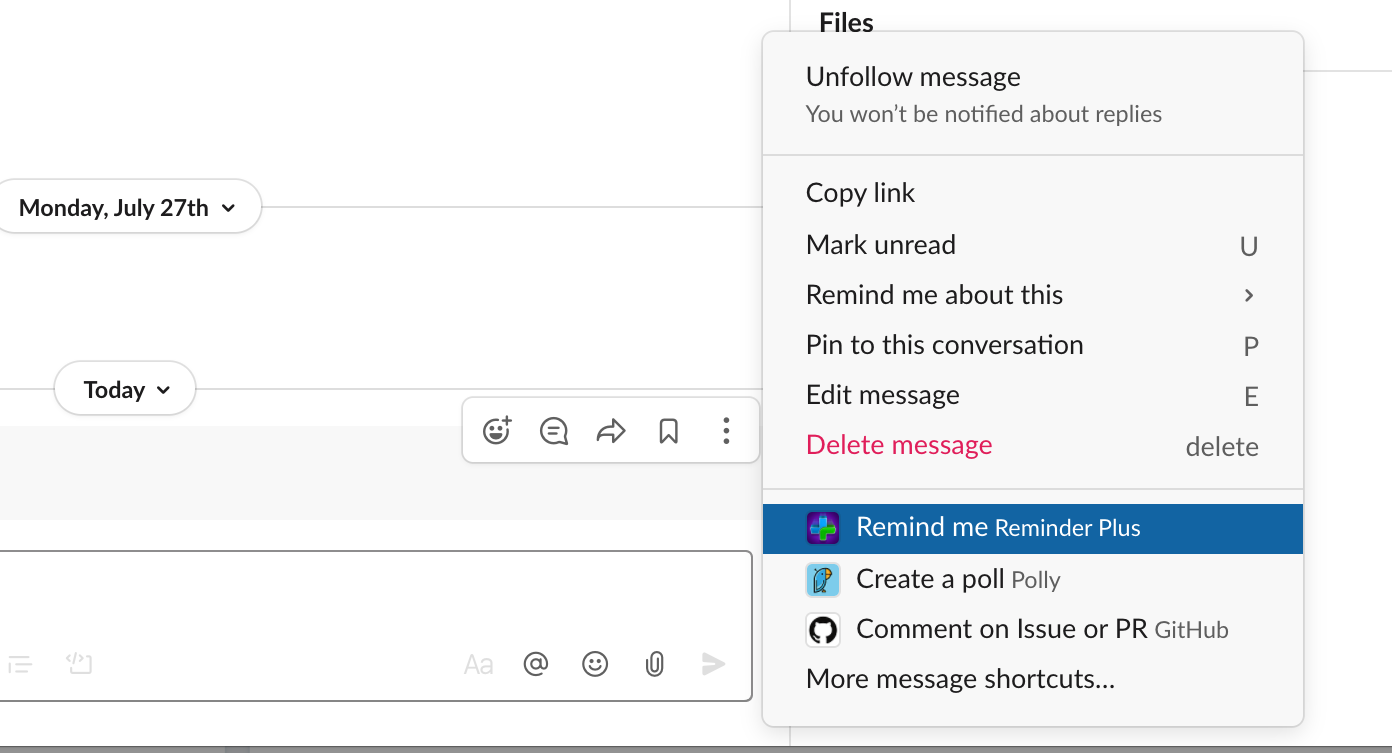 Files
Unfollow message
You won’t be notified about replies
Monday, July 27th
Copy link
Mark unread U
Remind me about this
Pin to this conversation P
Today
Edit message E
Delete message delete
Remind me Reminder Plus
Create a poll Polly
Comment on Issue or PR GitHub
Aa @
More message shortcuts...